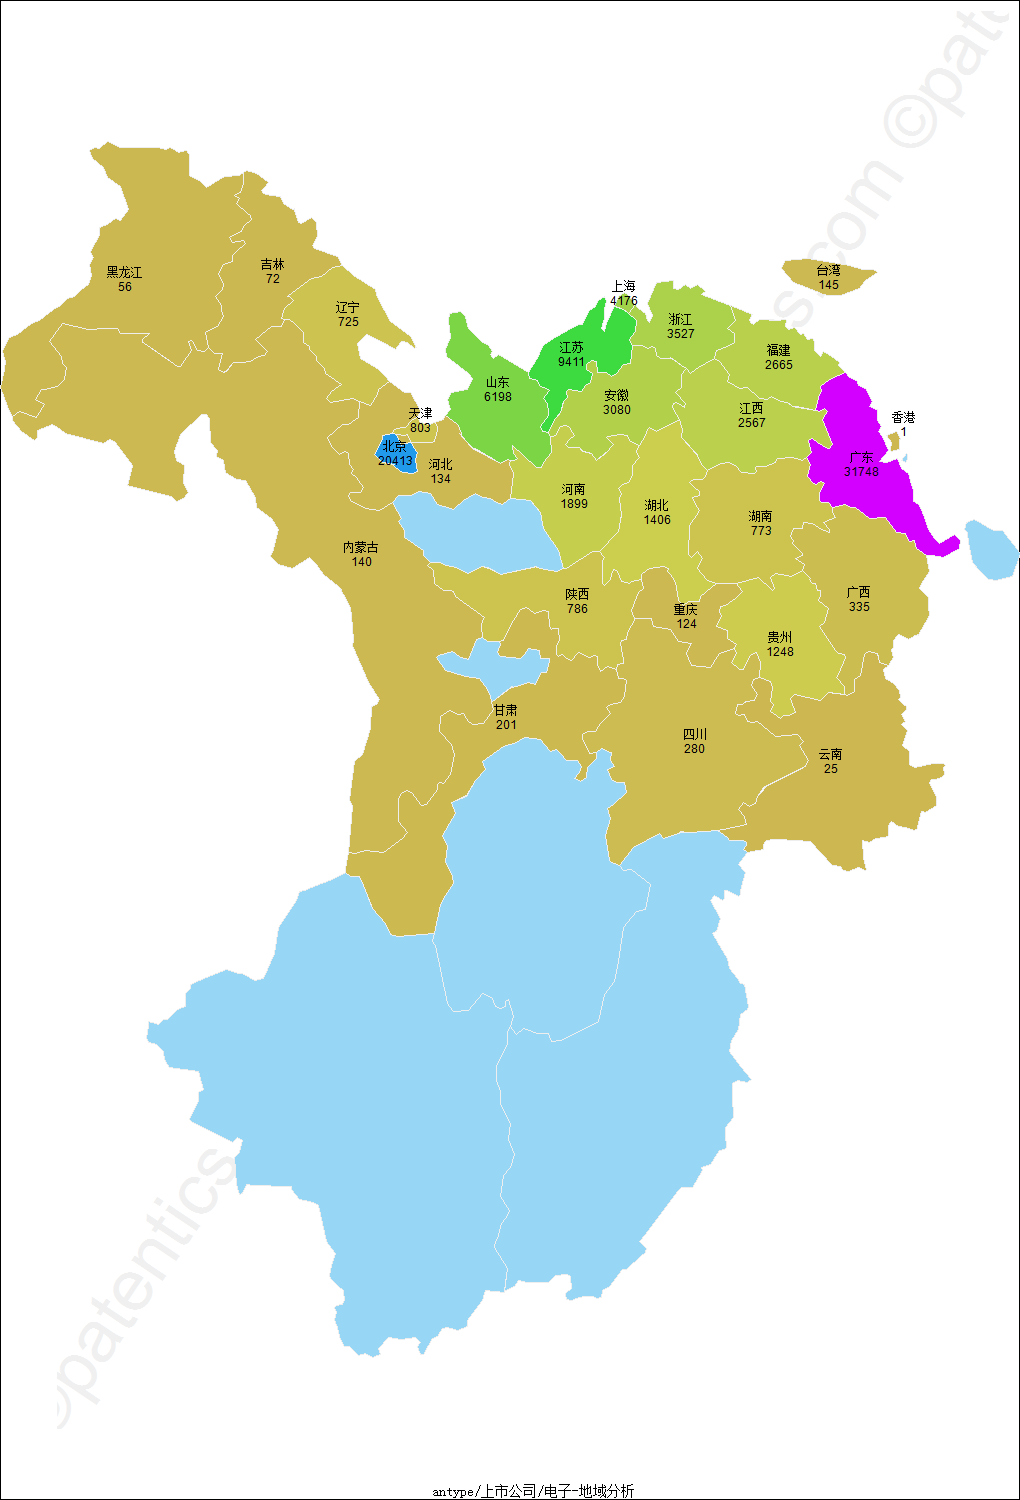 ©patentics.com ©patentics
黑龙江
56
吉林
72
辽宁
725
台湾
145
上海
4176
浙江
3527
江苏
9411
福建
2665
山东
6198
安徽
3080
江西
2567
天津
803
香港
1
北京
20413
河北
134
广东
31748
河南
1899
湖北
1406
湖南
773
内蒙古
140
陕西
786
重庆
124
广西
335
贵州
1248
甘肃
201
四川
280
云南
25
antype/上市公司/电子-地域分析